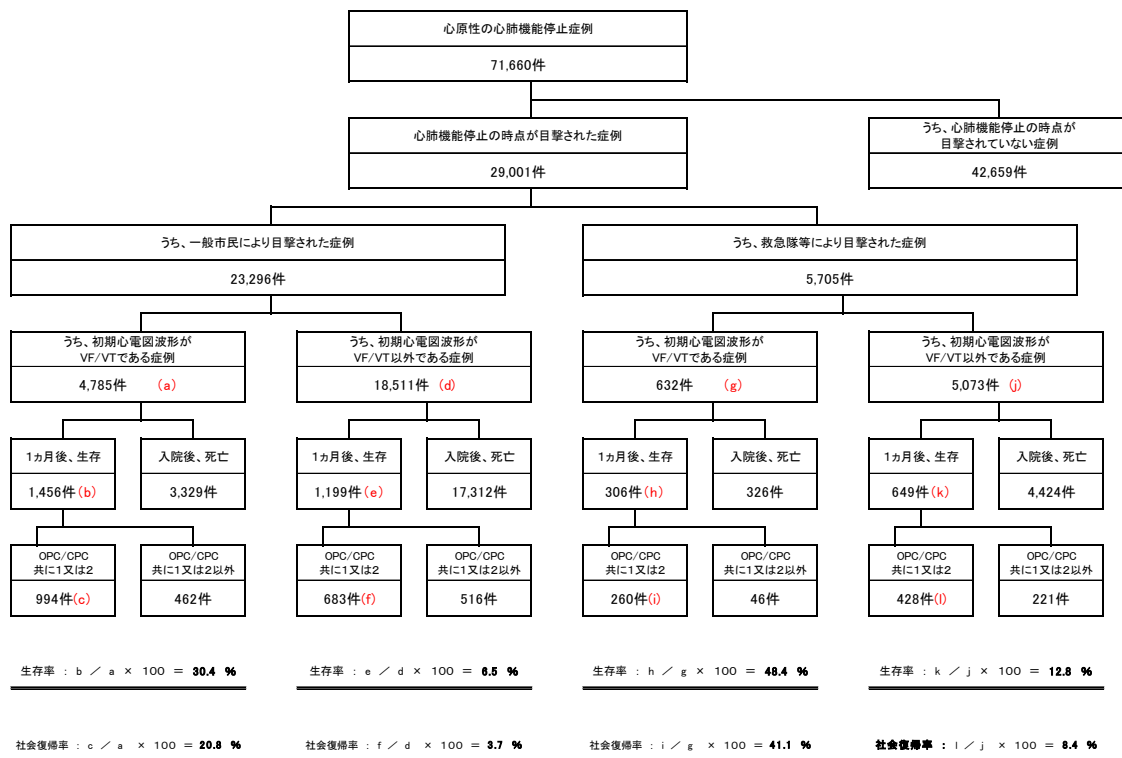 心原性の心肺機能停止症例
71,660件
心肺機能停止の時点が目撃された症例
29,001件
うち、心肺機能停止の時点が
目撃されていない症例
42,659件
うち、一般市民により目撃された症例
23,296件
うち、救急隊等により目撃された症例
5,705件
うち、初期心電図波形が
VF/VTである症例
4,785件 (a)
うち、初期心電図波形が
VF/VT以外である症例
18,511件 (d)
うち、初期心電図波形が
VF/VTである症例
632件 (g)
うち、初期心電図波形が
VF/VT以外である症例
5,073件 (j)
1ヵ月後、生存
1,456件(b)
入院後、死亡
3,329件
1ヵ月後、生存
1,199件(e)
入院後、死亡
17,312件
1ヵ月後、生存
306件(h)
入院後、死亡
326件
1ヵ月後、生存
649件(k)
入院後、死亡
4,424件
OPC/CPC
共に1又は2
994件(c)
OPC/CPC
共に1又は2以外
462件
OPC/CPC
共に1又は2
683件(f)
OPC/CPC
共に1又は2以外
516件
OPC/CPC
共に1又は2
260件(i)
OPC/CPC
共に1又は2以外
46件
OPC/CPC
共に1又は2
428件(l)
OPC/CPC
共に1又は2以外
221件
生存率 : b / a × 100 = 30.4 %
生存率 : e / d × 100 = 6.5 %
生存率 : h / g × 100 = 48.4 %
生存率 : k / j × 100 = 12.8 %
社会復帰率 : c / a × 100 = 20.8 %
社会復帰率 : f / d × 100 = 3.7 %
社会復帰率 : i / g × 100 = 41.1 %
社会復帰率 : l / j × 100 = 8.4 %